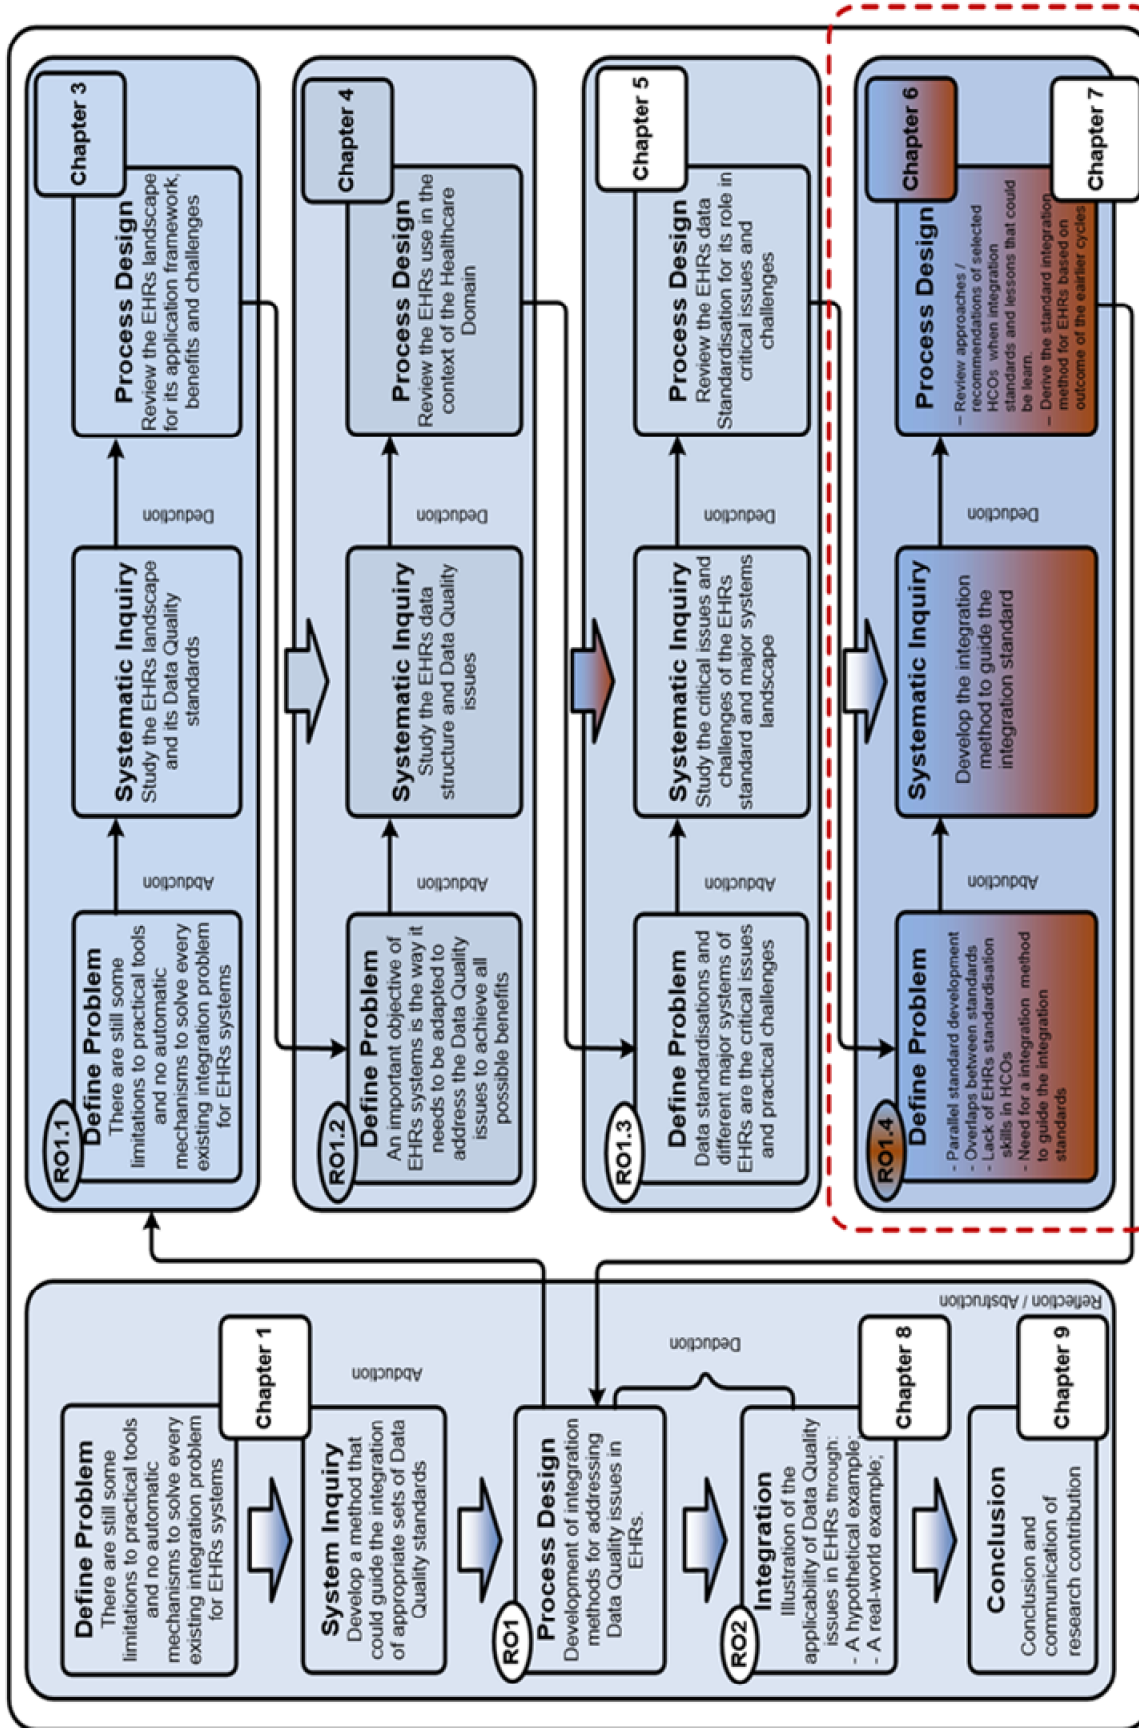 Define Problem
There are still some
limitations to practical tools
and no automatic
mechanisms to solve every
existing integration problem
for EHRs systems
Chapter 1
System Inquiry
Develop a method that
could guide the integration
of appropriate sets of Data
Quality standards
Abduction
RO1
Process Design
Development of integration
methods for addressing
Data Quality issues in
EHRs.
Deduction
RO2
Integration
Illustration of the
applicability of Data Quality
issues in EHRs through:
- A hypothetical example;
- A real-world example;
Chapter 8
Conclusion
Conclusion and
communication of
research contribution
Chapter 9
Reflection / Abstraction
RO1.1
Define Problem
There are still some
limitations to practical tools
and no automatic
mechanisms to solve every
existing integration problem
for EHRs systems
Abduction
Systematic Inquiry
Study the EHRs landscape
and its Data Quality
standards
Deduction
Chapter 3
Process Design
Review the EHRs landscape
for its application framework,
benefits and challenges
RO1.2
Define Problem
An important objective of
EHRs systems is the way it
needs to be adapted to
address the Data Quality
issues to achieve all
possible benefits
Abduction
Systematic Inquiry
Study the EHRs data
structure and Data Quality
issues
Deduction
Chapter 4
Process Design
Review the EHRs use in the
context of the Healthcare
Domain
RO1.3
Define Problem
Data standardisations and
different major systems of
EHRs are the critical issues
and practical challenges
Abduction
Systematic Inquiry
Study the critical issues and
challenges of the EHRs
standard and major systems
landscape
Deduction
Chapter 5
Process Design
Review the EHRs data
Standardisation for its role in
critical issues and
challenges
RO1.4
Define Problem
- Parallel standard development
- Overlaps between standards
- Lack of EHRs standardisation
skills in HCOs
- Need for a integration method
to guide the integration
standards
Abduction
Systematic Inquiry
Develop the integration
method to guide the
integration standard
Deduction
Chapter 6
Process Design
– Review approaches /
recommendations of selected
HCOs when integration
standards and lessons that could
be learn.
– Derive the standard integration
method for EHRs based on
outcome of the eairlier cycles
Chapter 7